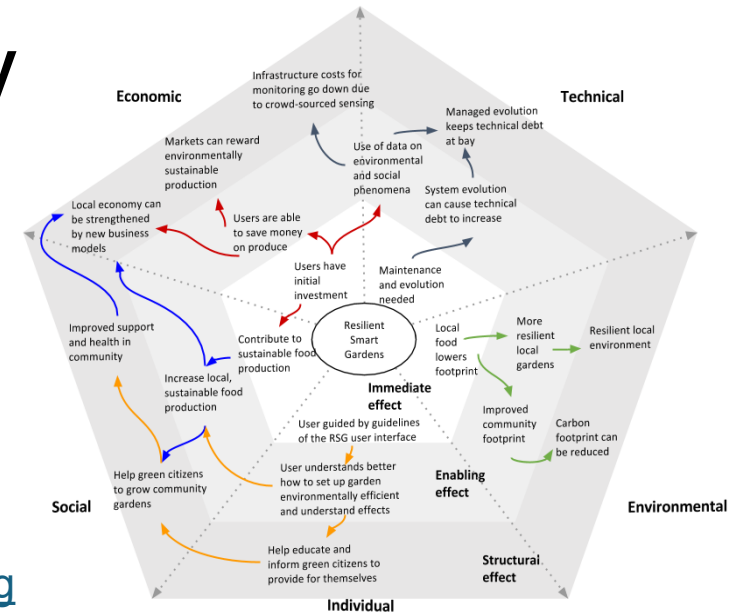 y
Economic
Technical
Infrastructure costs for
monitoring go down due
to crowd-sourced sensing
Managed evolution
keeps technical debt
at bay
Markets can reward
environmentally
sustainable
production
Use of data on
environmental
and social
phenomena
System evolution
can cause technical
debt to increase
Local economy can
be strengthened
by new business
models
Users are able
to save money
on produce
Users have
initial
investment
Maintenance
and evolution
needed
Improved support
and health in
community
Contribute to
sustainable food
production
Resilient
Smart
Gardens
Local
food
lowers
footprint
More
resilient
local
gardens
Resilient local
environment
Increase local,
sustainable food
production
Immediate
effect
Improved
community
footprint
Carbon
footprint can
be reduced
User guided by guidelines
of the RSG user interface
Help green citizens
to grow community
gardens
User understands better
how to set up garden
environmentally efficient
and understand effects
Enabling
effect
Social
Environmental
Help educate and
inform green citizens to
provide for themselves
Structural
effect
g
Individual